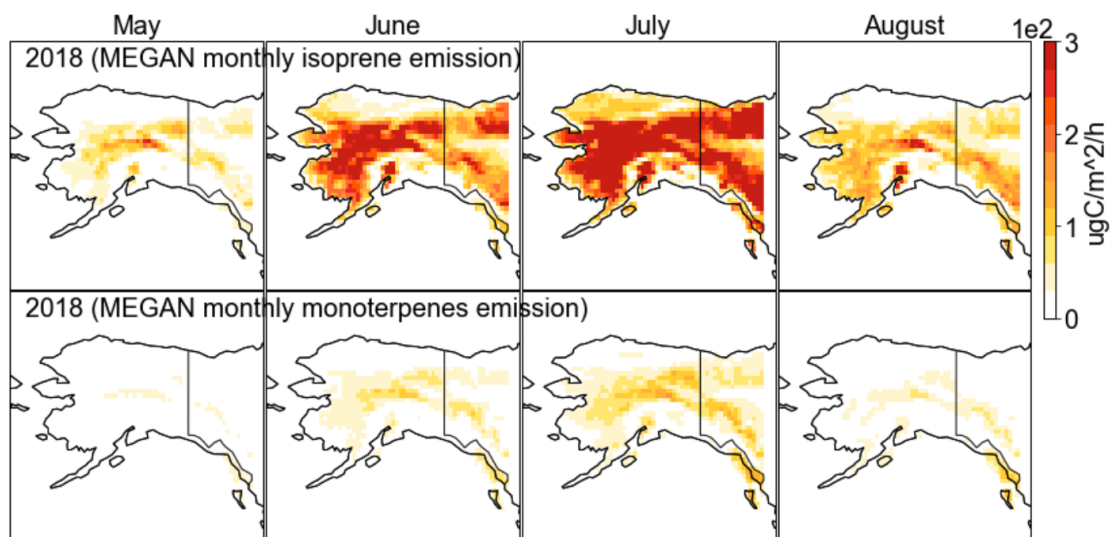 May June July August 1e2
2018 (MEGAN monthly isoprene emission)
3
2
1
0
ugC/m^2/h
2018 (MEGAN monthly monoterpenes emission)